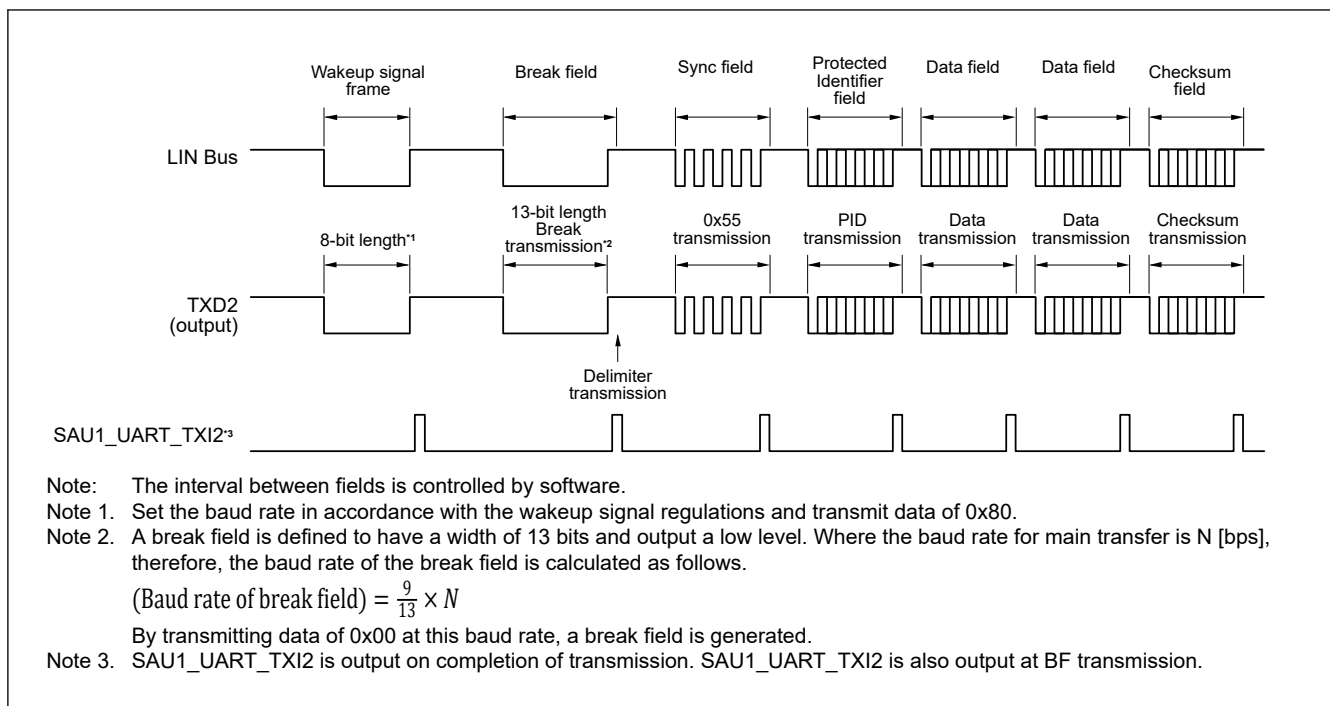 Wakeup signal
frame
Break field
Sync field
Protected
Identifier
field
Data field
Data field
Checksum
field
LIN Bus
8-bit length*1
13-bit length
Break
transmission*2
0x55
transmission
PID
transmission
Data
transmission
Data
transmission
Checksum
transmission
TXD2
(output)
Delimiter
transmission
SAU1_UART_TXI2*3
Note: The interval between fields is controlled by software.
Note 1. Set the baud rate in accordance with the wakeup signal regulations and transmit data of 0x80.
Note 2. A break field is defined to have a width of 13 bits and output a low level. Where the baud rate for main transfer is N [bps],
therefore, the baud rate of the break field is calculated as follows.
(Baud rate of break field) = 9/13 × N
By transmitting data of 0x00 at this baud rate, a break field is generated.
Note 3. SAU1_UART_TXI2 is output on completion of transmission. SAU1_UART_TXI2 is also output at BF transmission.